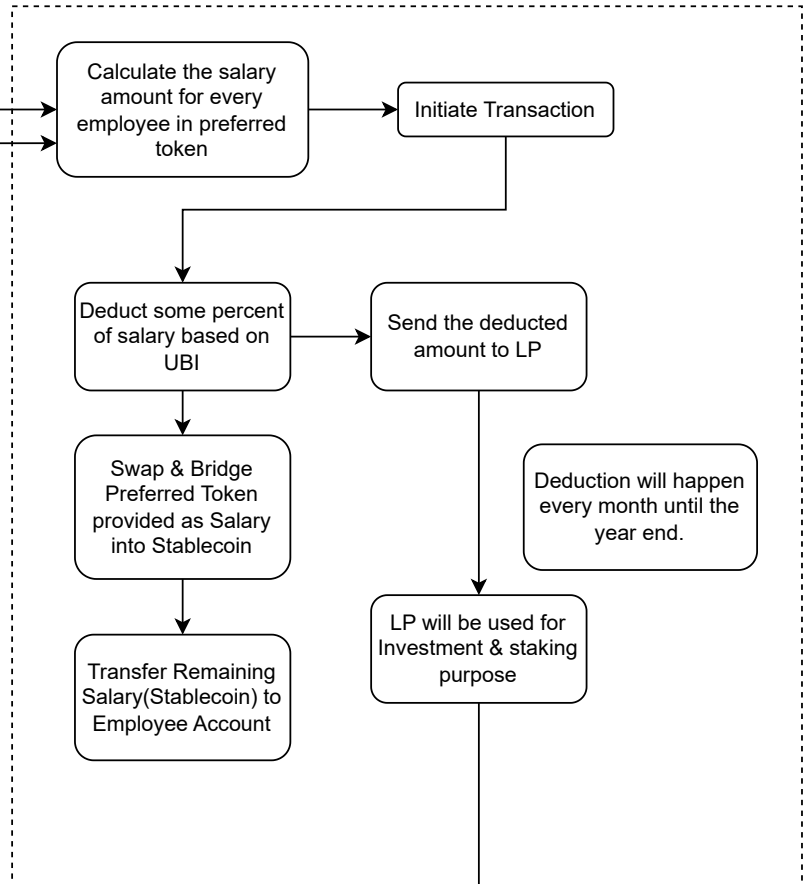 Calculate the salary
amount for every
employee in preferred
token
Initiate Transaction
Deduct some percent
of salary based on
UBI
Send the deducted
amount to LP
Swap & Bridge
Preferred Token
provided as Salary
into Stablecoin
Deduction will happen
every month until the
year end.
LP will be used for
Investment & staking
purpose
Transfer Remaining
Salary(Stablecoin) to
Employee Account